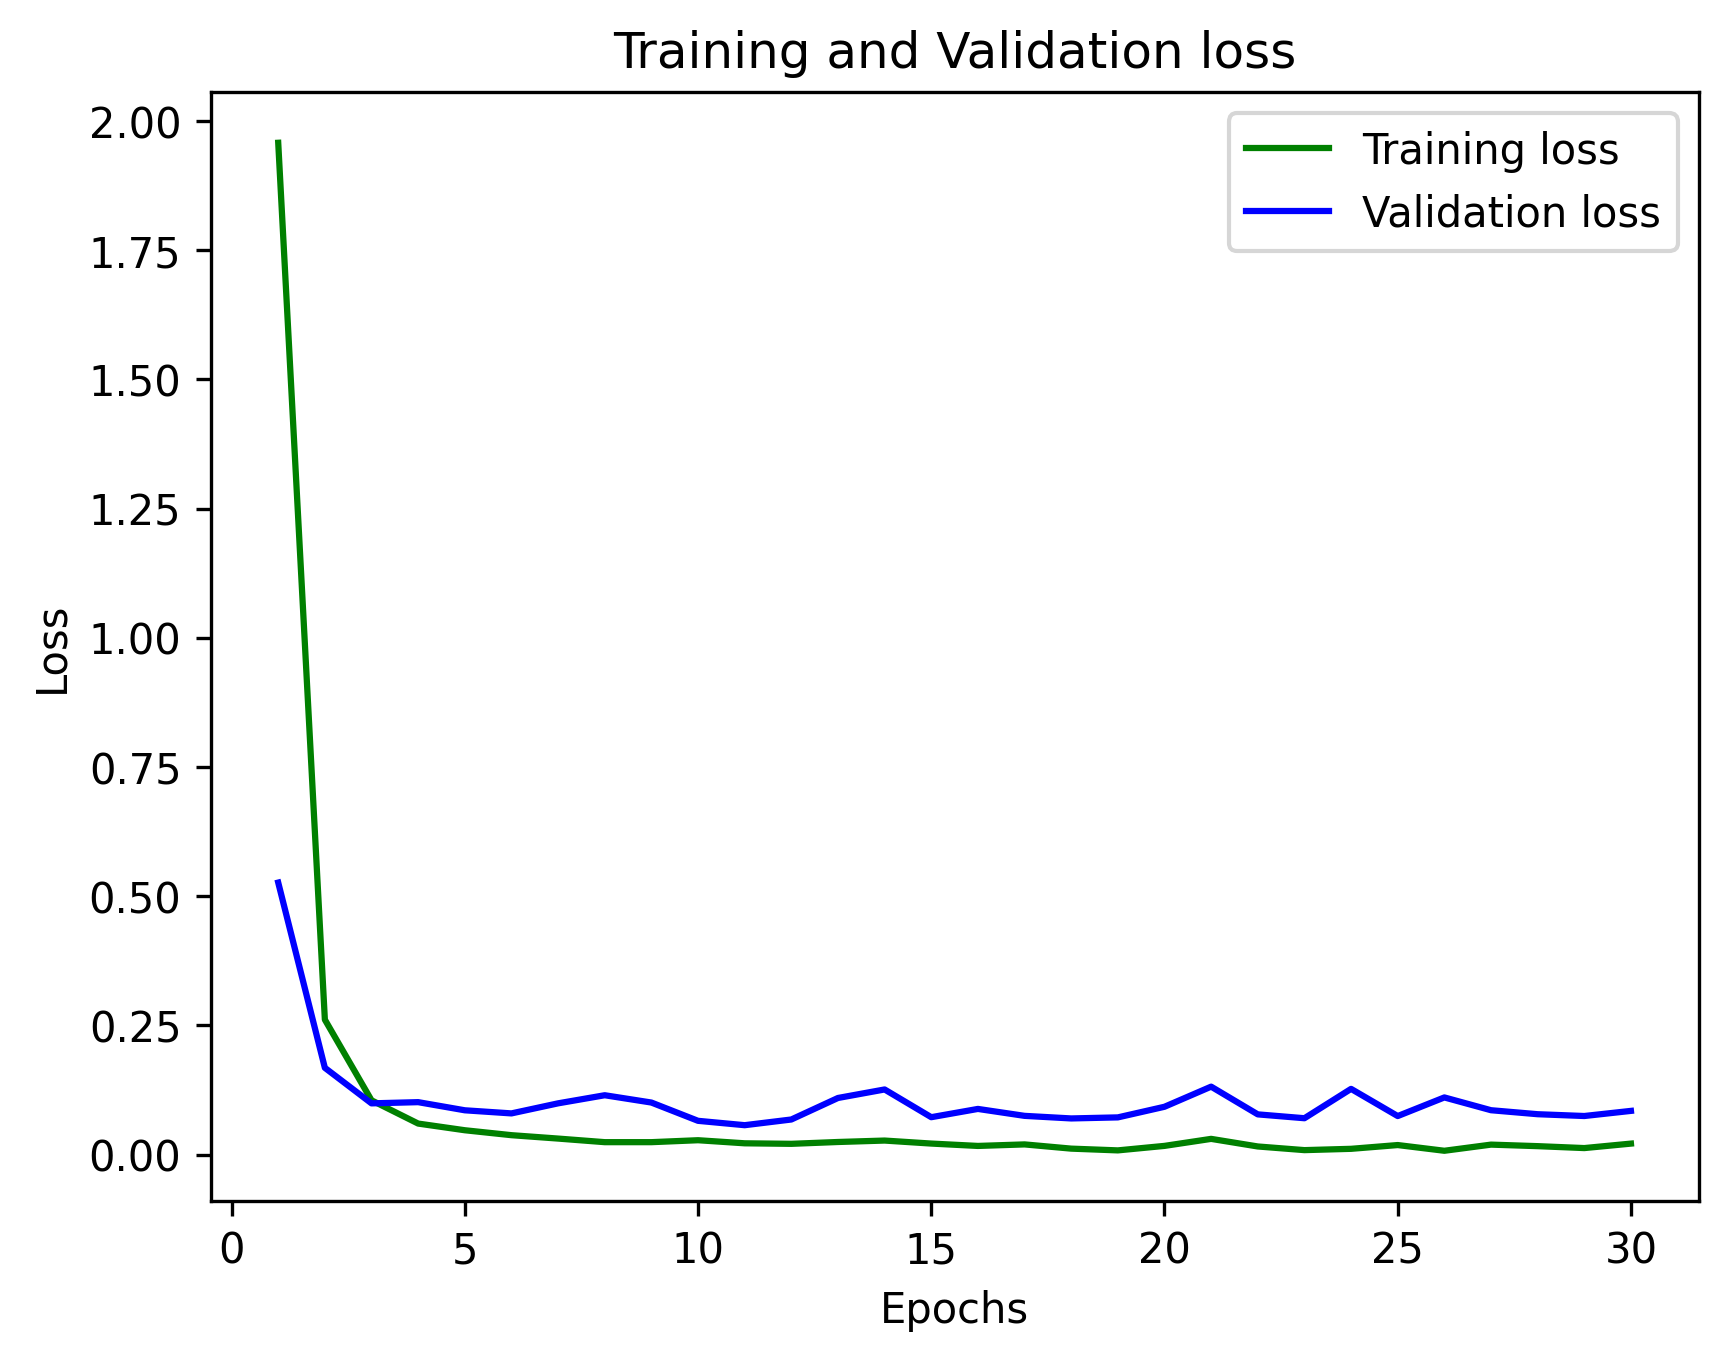 Training and Validation loss
Training loss
Validation loss
2.00
1.75
1.50
1.25
1.00
0.75
0.50
0.25
0.00
Loss
0 5 10 15 20 25 30
Epochs